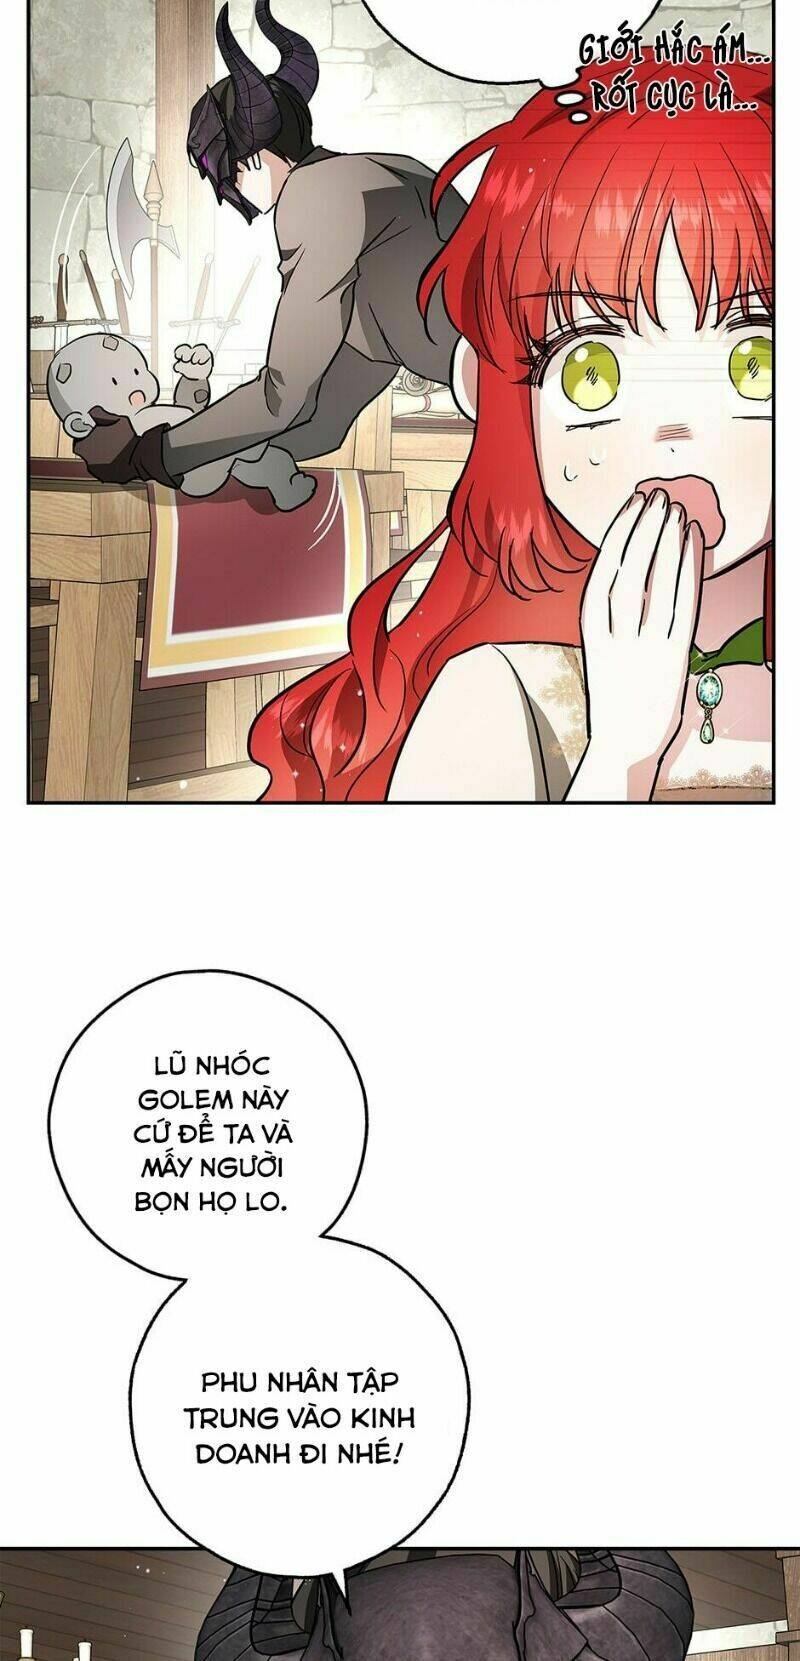 GIỚI HẮC ÁM...
RỐT CỤC LÀ...
LŨ NHÓC
GOLEM NÀY
CỨ ĐỂ TA VÀ
MẤY NGƯỜI
BỌN HỌ LO.
PHU NHÂN TẬP
TRUNG VÀO KINH
DOANH ĐI NHÉ!